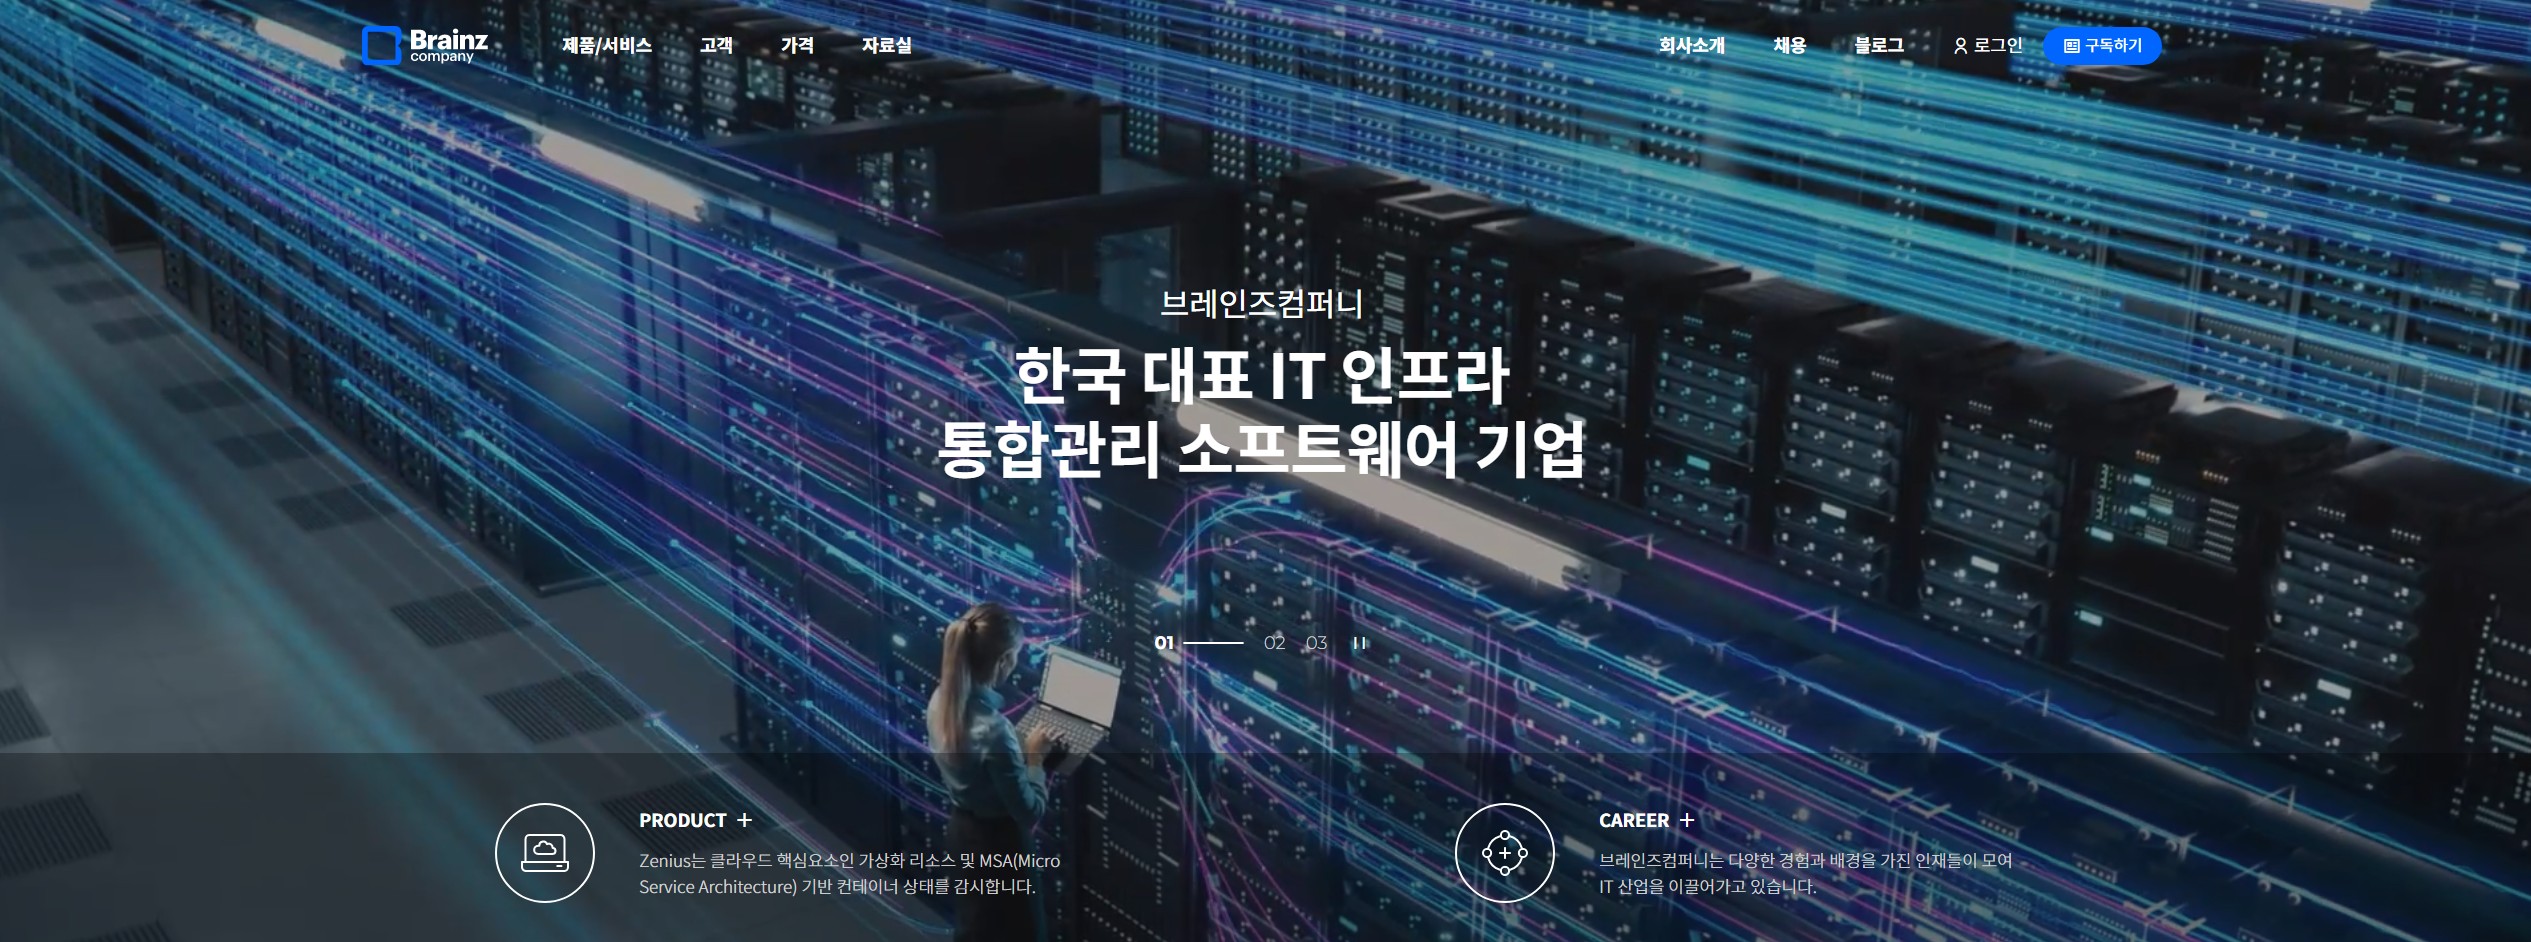 Brainz
company
제품/서비스 고객 가격 자료실 회사소개 채용 블로그 로그인 구독하기
브레인즈컴퍼니
한국 대표 IT 인프라
통합관리 소프트웨어 기업
01 02 03
PRODUCT +
Zenius는 클라우드 핵심요소인 가상화 리소스 및 MSA(Micro
Service Architecture) 기반 컨테이너 상태를 감시합니다.
CAREER +
브레인즈컴퍼니는 다양한 경험과 배경을 가진 인재들이 모여
IT 산업을 이끌어가고 있습니다.